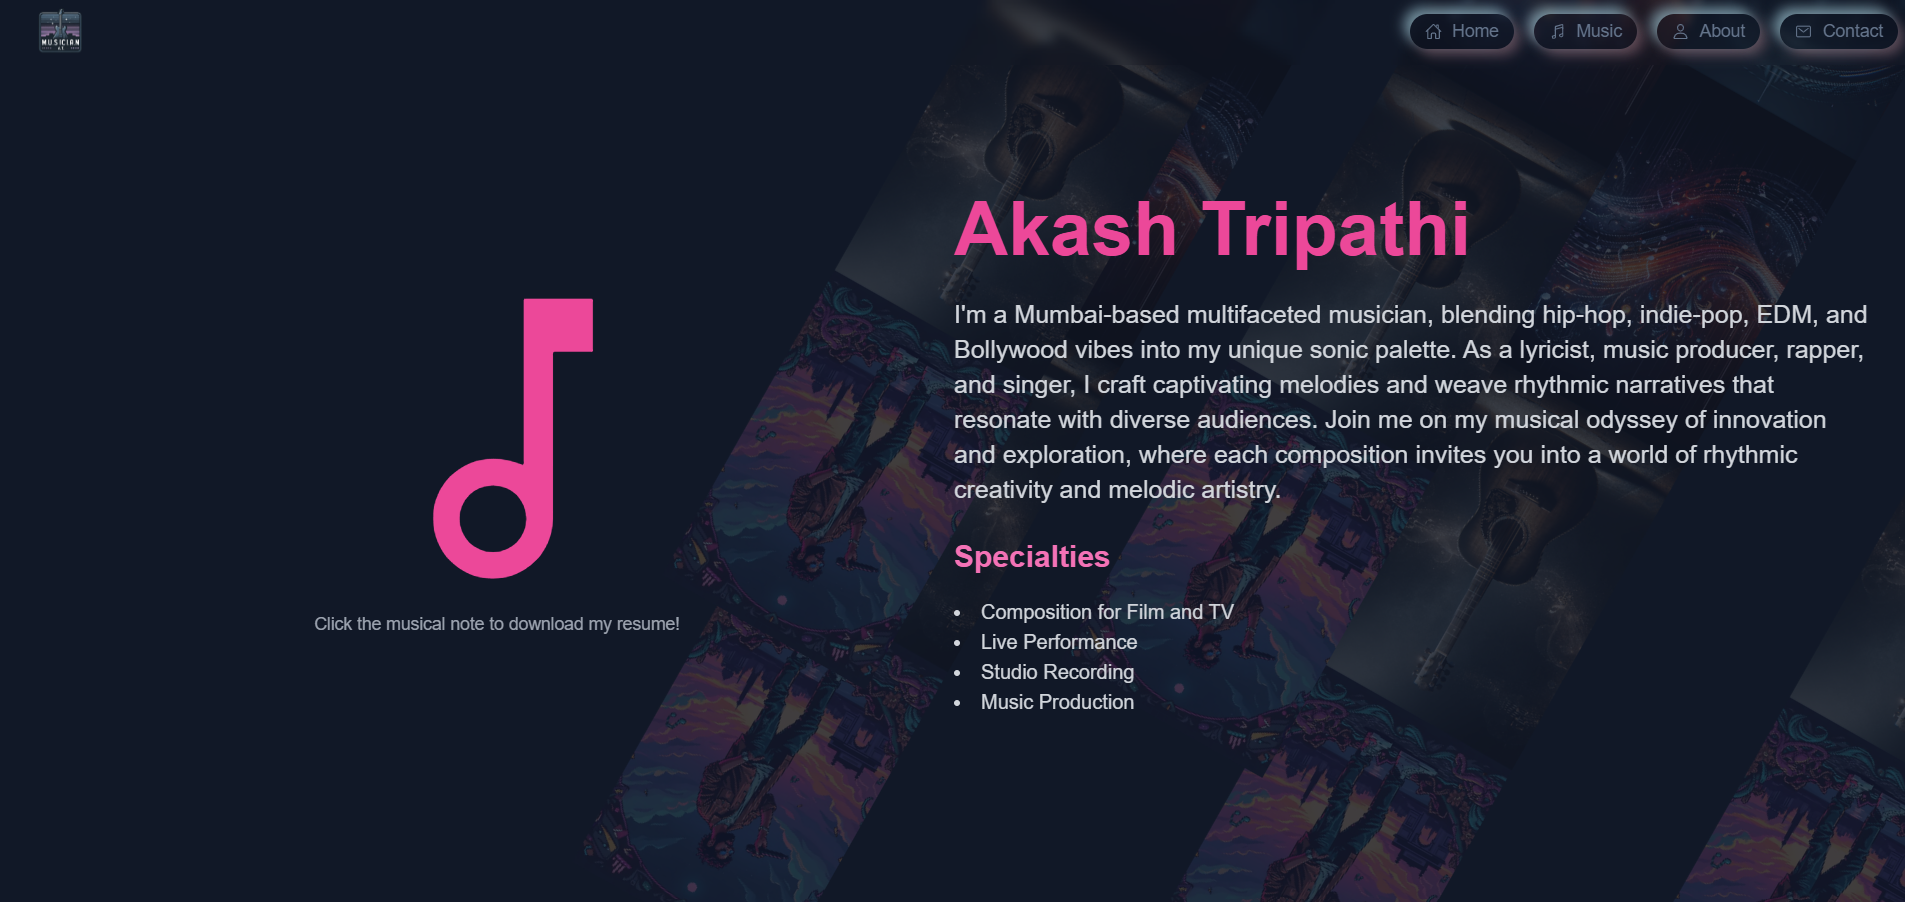 MUSICIAN
Home
Music
About
Contact
Akash Tripathi
I'm a Mumbai-based multifaceted musician, blending hip-hop, indie-pop, EDM, and
Bollywood vibes into my unique sonic palette. As a lyricist, music producer, rapper,
and singer, I craft captivating melodies and weave rhythmic narratives that
resonate with diverse audiences. Join me on my musical odyssey of innovation
and exploration, where each composition invites you into a world of rhythmic
creativity and melodic artistry.
Click the musical note to download my resume!
Specialties
Composition for Film and TV
Live Performance
Studio Recording
Music Production